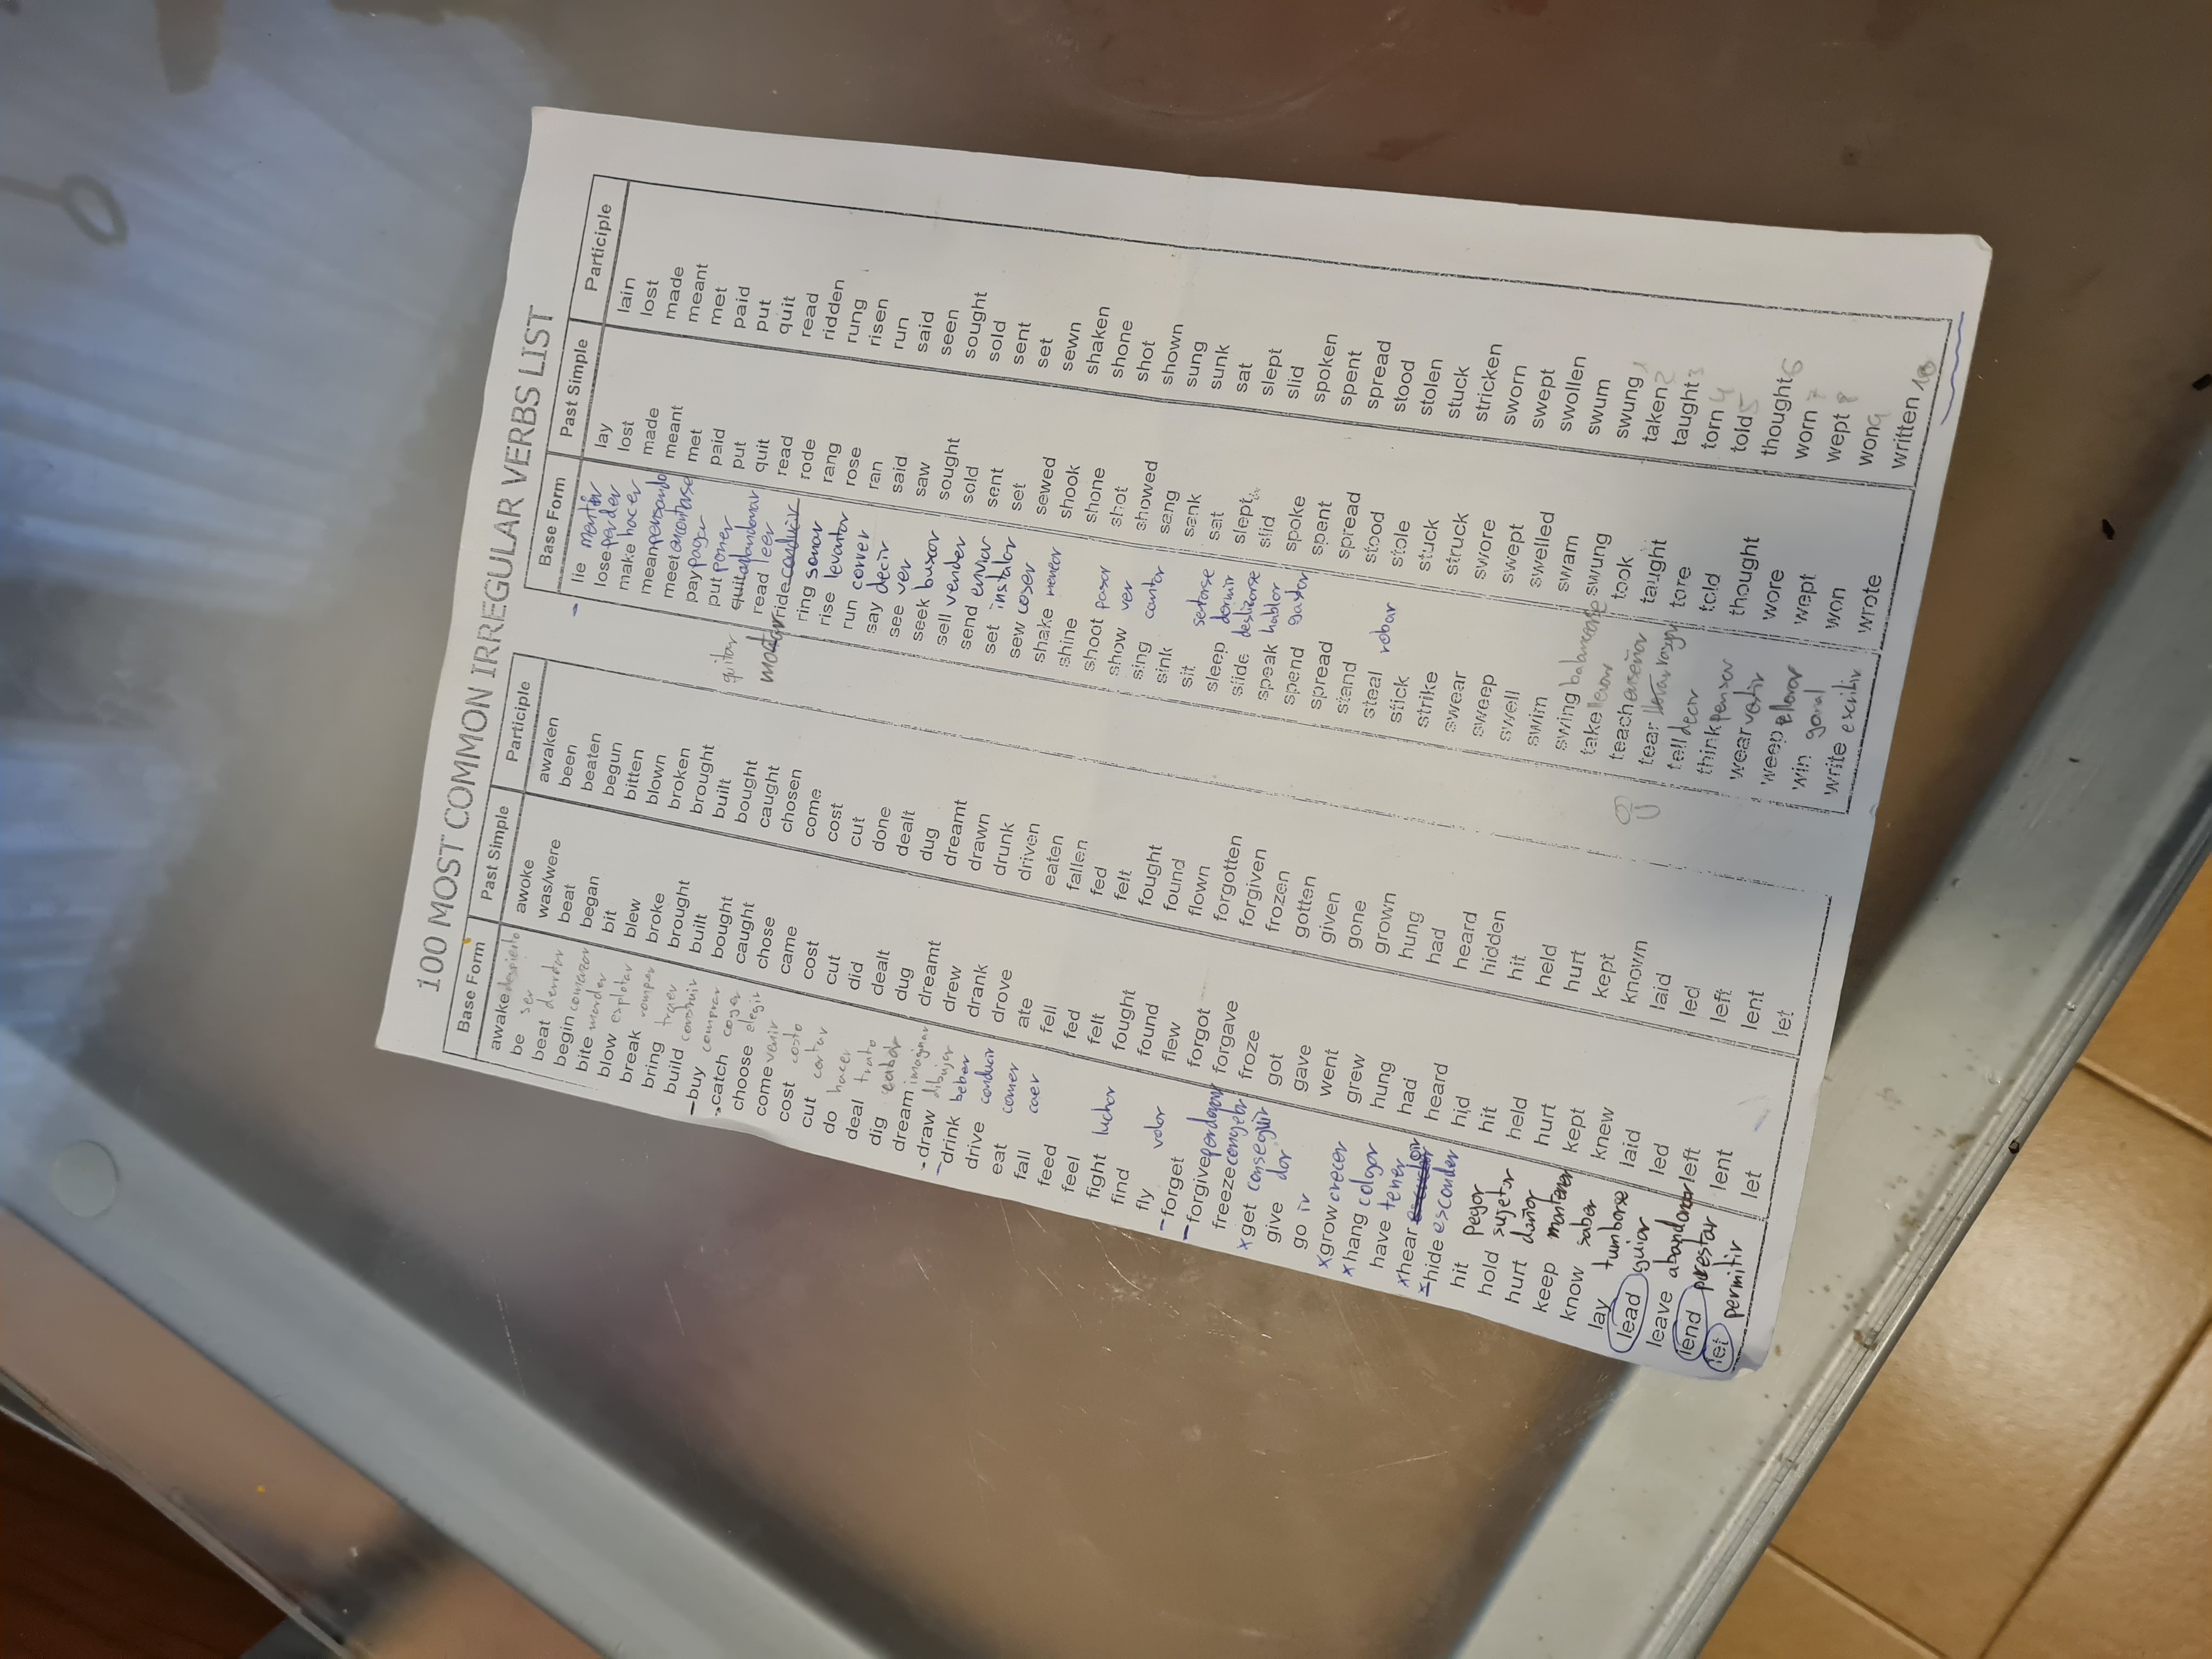 100 MOST COMMON IRREGULAR VERBS LIST
Base Form Past Simple Participle
awake despierto awoke awaken
be ser was/were been
beat derrotar beat beaten
begin comenzar began begun
bite morder bit bitten
blow explotar blew blown
break romper broke broken
bring traer brought brought
build construir built built
-buy comprar bought bought
-catch coger caught caught
choose elegir chose chosen
come venir came come
cost costo cost cost
cut cortar cut cut
do hacer did done
deal trato dealt dealt
dig cabar dug dug
dream imaginar dreamt dreamt
-draw dibujar drew drawn
-drink beber drank drunk
drive conducir drove driven
eat comer ate eaten
fall caer fell fallen
feed fed fed
feel felt felt
fight luchar fought fought
find found found
fly volar flew flown
-forget forgot forgotten
-forgive perdonar forgave forgiven
freeze congelar froze frozen
xget conseguir got gotten
give dar gave given
go ir went gone
xgrow crecer grew grown
xhang colgar hung hung
have tener had had
xhear escuchar oir heard heard
xhide esconder hid hidden
hit pegar hit hit
hold sujetar held held
hurt dañar hurt hurt
keep mantener kept kept
know saber knew known
lay tumbarse laid laid
lead guiar led led
leave abandonar left left
lend prestar lent lent
let permitir let let
Base Form Past Simple Participle
- lie mentir lay lain
lose perder lost lost
make hacer made made
mean pensando meant meant
meet encontrarse met met
pay pagar paid paid
put poner put put
quitar quit abandonar quit quit
read leer read read
montar ride conducir rode ridden
ring sonar rang rung
rise levantar rose risen
run correr ran run
say decir said said
see ver saw seen
seek buscar sought sought
sell vender sold sold
send enviar sent sent
set instalar set set
sew coser sewed sewn
shake menear shook shaken
shine shone shone
shoot pasar shot shot
show ver showed shown
sing cantar sang sung
sink sank sunk
sit setarse sat sat
sleep dormir slept slept
slide deslizarse slid slid
speak hablar spoke spoken
spend gastar spent spent
spread spread spread
stand stood stood
steal robar stole stolen
stick stuck stuck
strike struck stricken
swear swore sworn
sweep swept swept
swell swelled swollen
swim swam swum
swing balancearse swung swung 1
take llevar took taken 2
teach enseñar taught taught 3
tear llorar rasgar tore torn 4
tell decir told told 5
think pensar thought thought 6
wear vestir wore worn 7
weep llorar wept wept 8
win ganar won won 9
write escribir wrote written 10